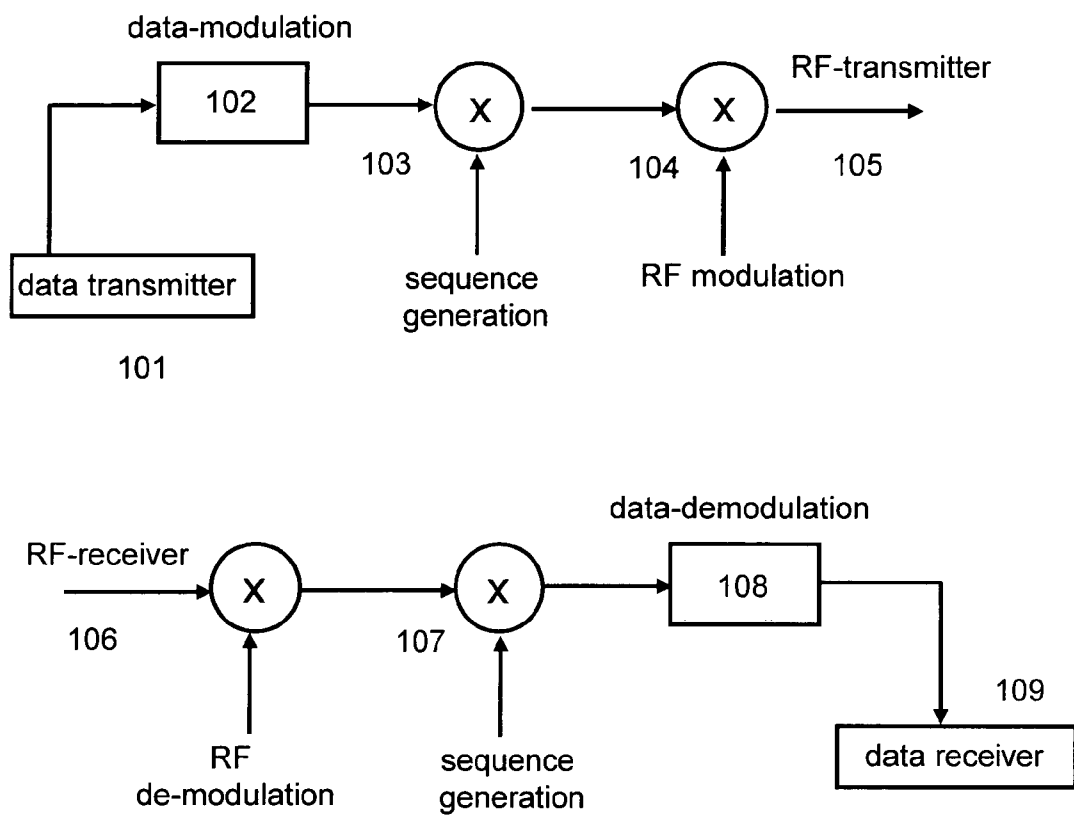 data-modulation
102
X
X
RF-transmitter
103
104
105
data transmitter
sequence
generation
RF modulation
101
data-demodulation
RF-receiver
X
X
108
106
107
109
RF
de-modulation
sequence
generation
data receiver